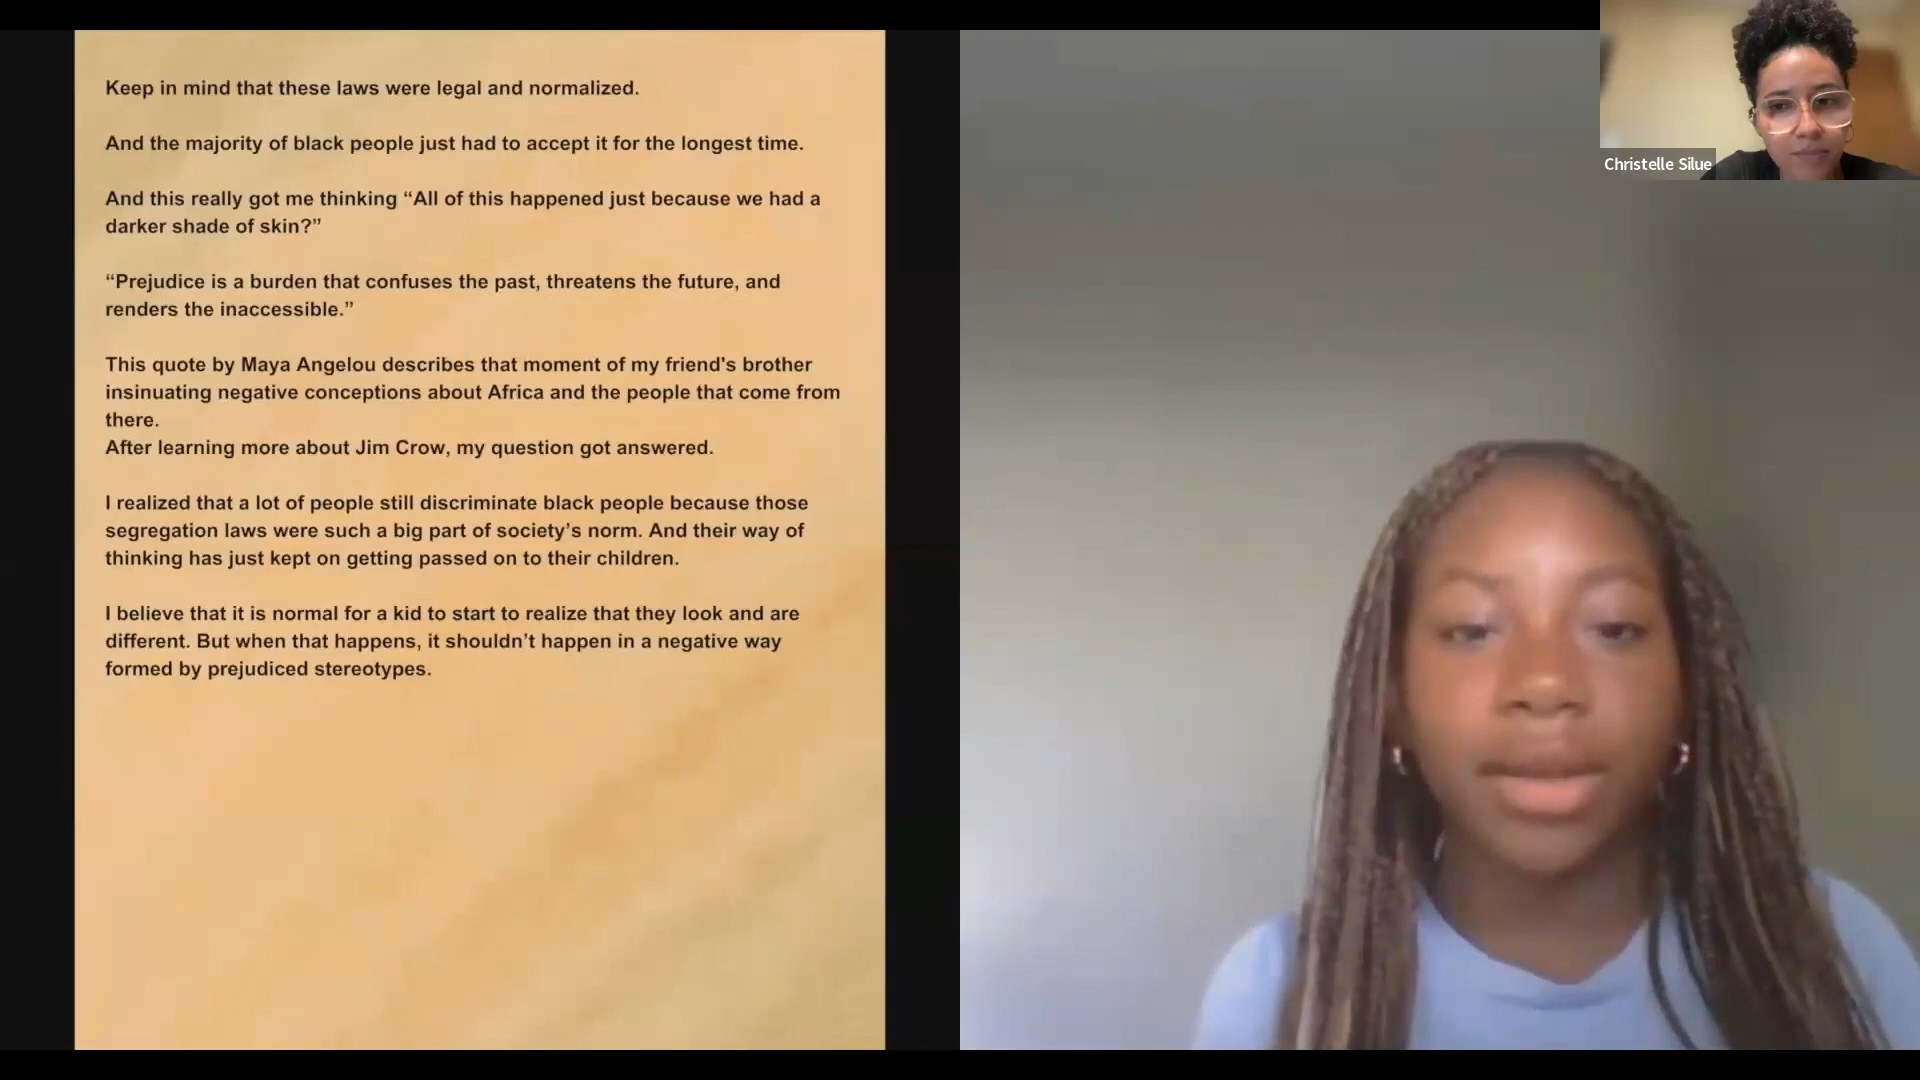 Keep in mind that these laws were legal and normalized.
And the majority of black people just had to accept it for the longest time.
And this really got me thinking “All of this happened just because we had a
darker shade of skin?”
“Prejudice is a burden that confuses the past, threatens the future, and
renders the inaccessible.”
This quote by Maya Angelou describes that moment of my friend's brother
insinuating negative conceptions about Africa and the people that come from
there.
After learning more about Jim Crow, my question got answered.
I realized that a lot of people still discriminate black people because those
segregation laws were such a big part of society’s norm. And their way of
thinking has just kept on getting passed on to their children.
I believe that it is normal for a kid to start to realize that they look and are
different. But when that happens, it shouldn’t happen in a negative way
formed by prejudiced stereotypes.
Christelle Silue